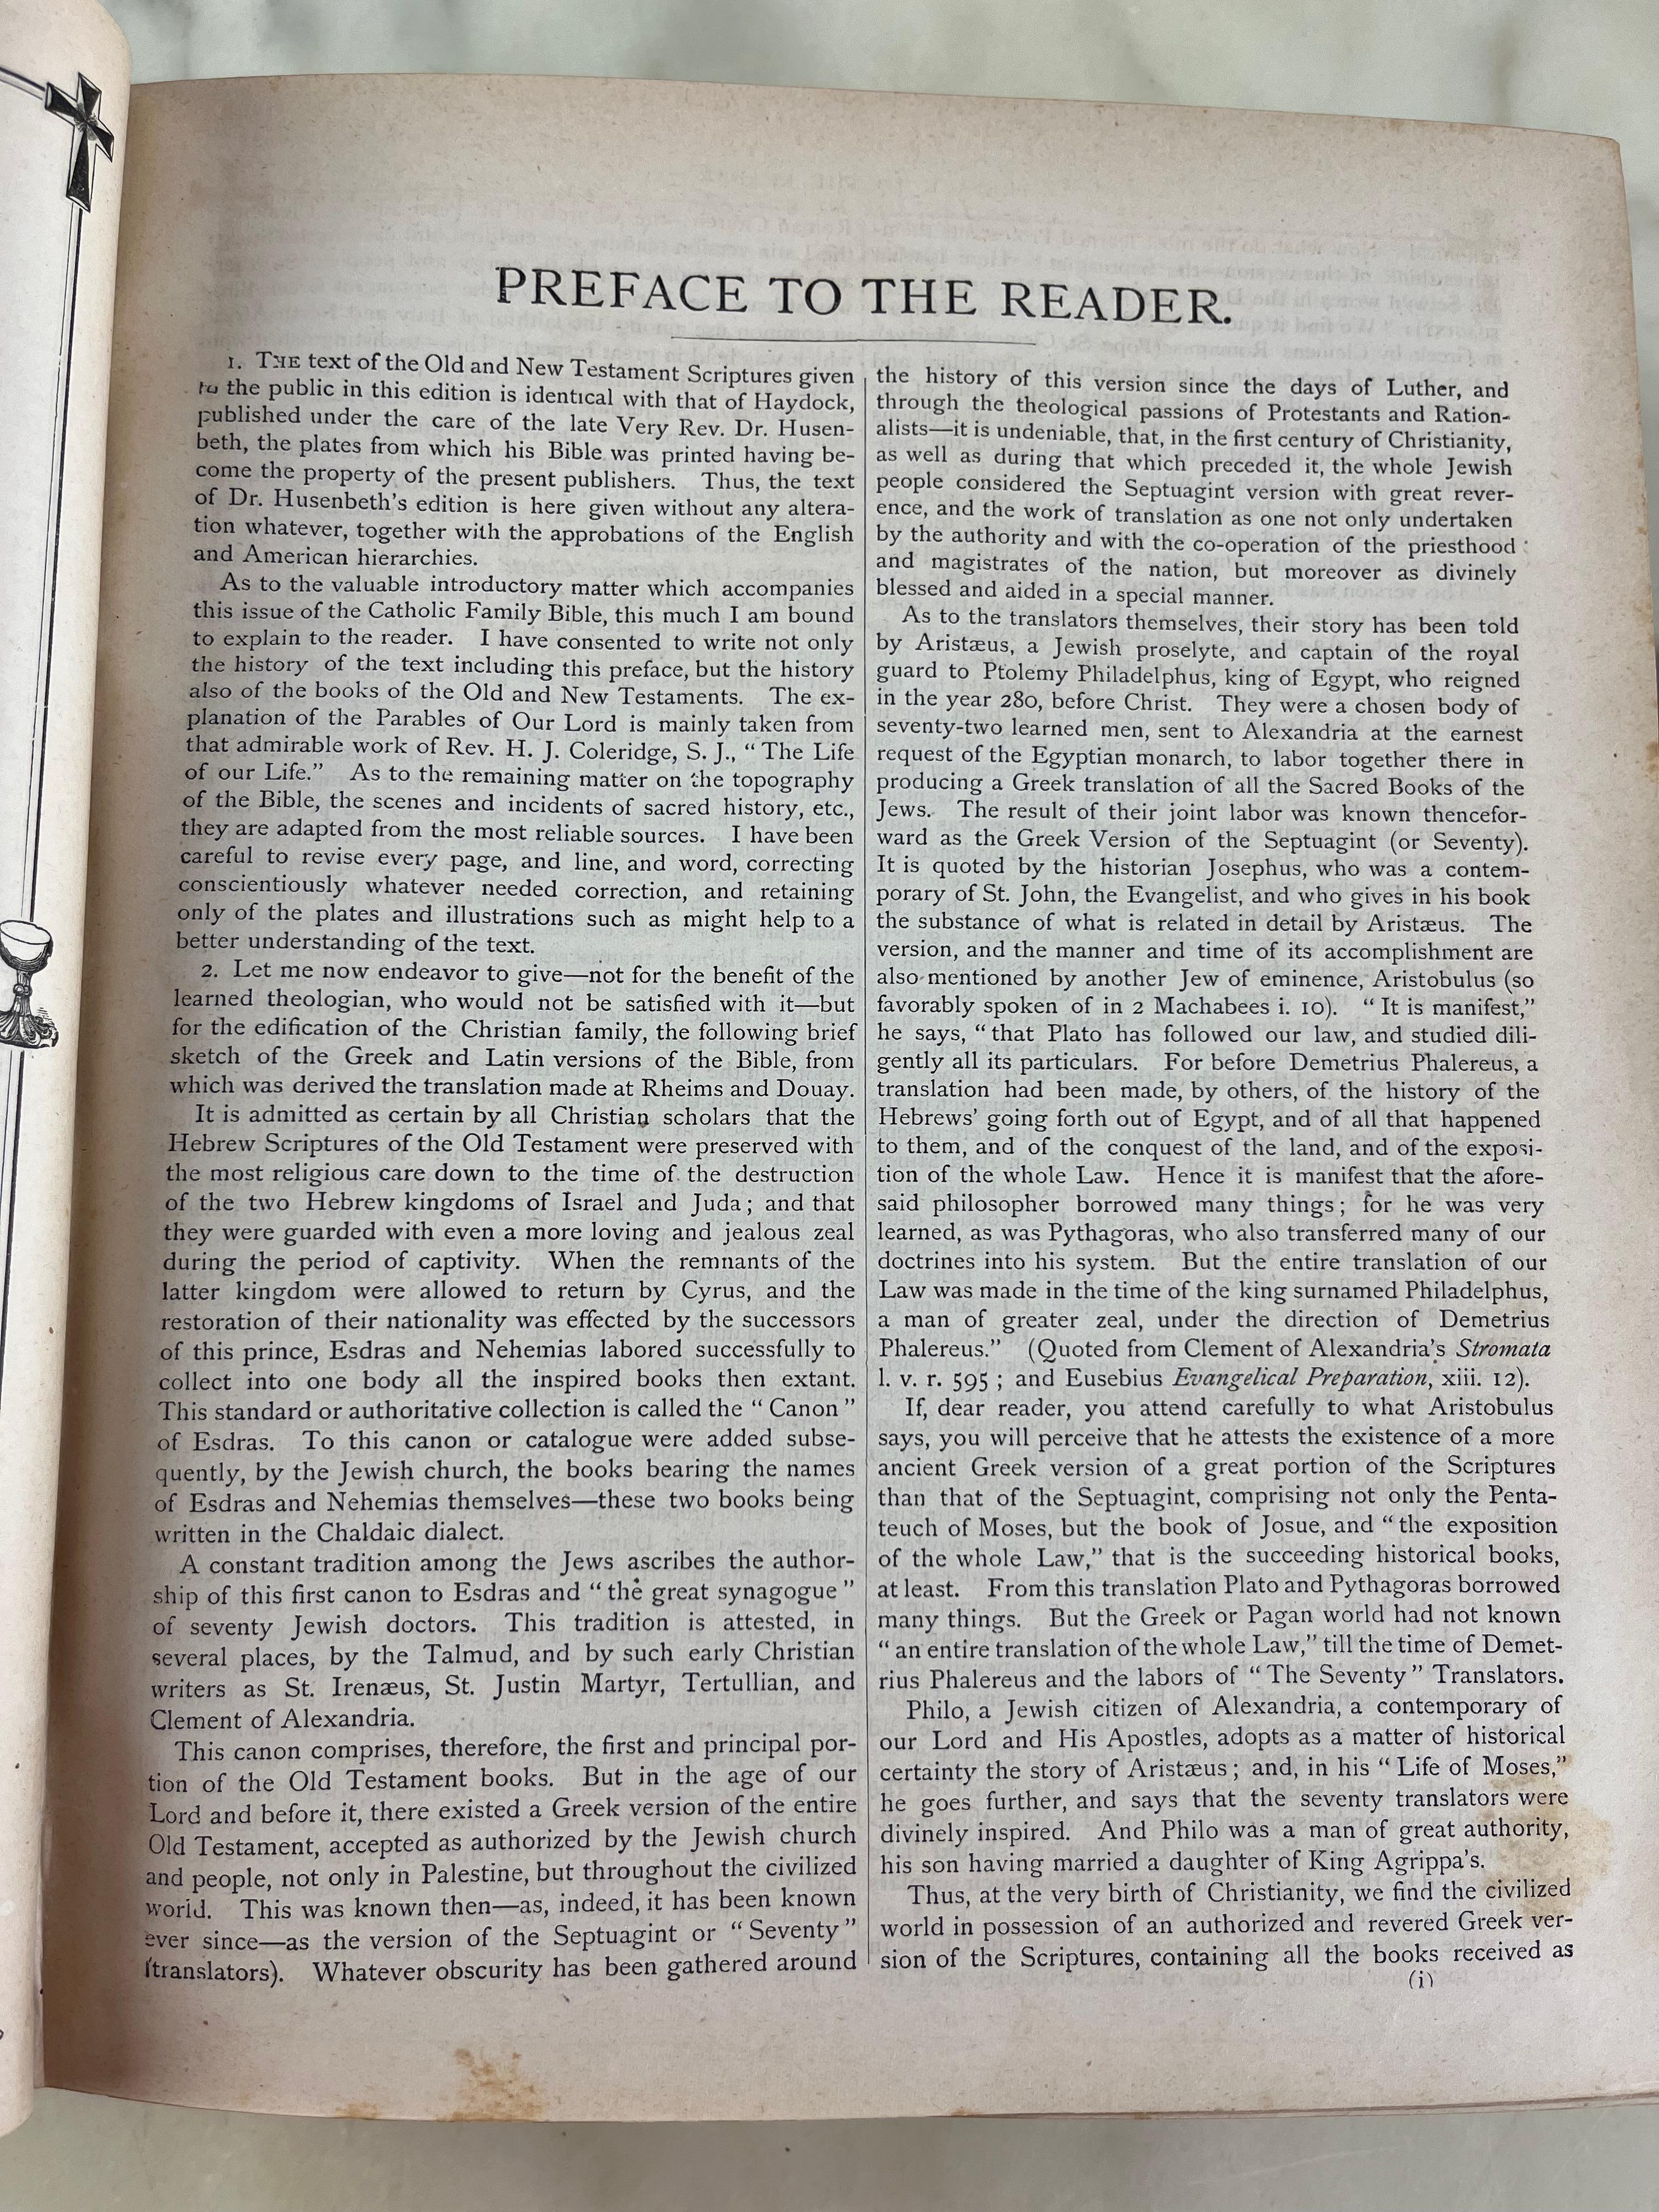 PREFACE TO THE READER.
1. THE text of the Old and New Testament Scriptures given
to the public in this edition is identical with that of Haydock,
published under the care of the late Very Rev. Dr. Husen-
beth, the plates from which his Bible was printed having be-
come the property of the present publishers. Thus, the text
of Dr. Husenbeth's edition is here given without any altera-
tion whatever, together with the approbations of the English
and American hierarchies.
As to the valuable introductory matter which accompanies
this issue of the Catholic Family Bible, this much I am bound
to explain to the reader. I have consented to write not only
the history of the text including this preface, but the history
also of the books of the Old and New Testaments. The ex-
planation of the Parables of Our Lord is mainly taken from
that admirable work of Rev. H. J. Coleridge, S. J., “ The Life
of our Life.” As to the remaining matter on the topography
of the Bible, the scenes and incidents of sacred history, etc.,
they are adapted from the most reliable sources. I have been
careful to revise every page, and line, and word, correcting
conscientiously whatever needed correction, and retaining
only of the plates and illustrations such as might help to a
better understanding of the text.
2. Let me now endeavor to give—not for the benefit of the
learned theologian, who would not be satisfied with it—but
for the edification of the Christian family, the following brief
sketch of the Greek and Latin versions of the Bible, from
which was derived the translation made at Rheims and Douay.
It is admitted as certain by all Christian scholars that the
Hebrew Scriptures of the Old Testament were preserved with
the most religious care down to the time of the destruction
of the two Hebrew kingdoms of Israel and Juda; and that
they were guarded with even a more loving and jealous zeal
during the period of captivity. When the remnants of the
latter kingdom were allowed to return by Cyrus, and the
restoration of their nationality was effected by the successors
of this prince, Esdras and Nehemias labored successfully to
collect into one body all the inspired books then extant.
This standard or authoritative collection is called the “ Canon ”
of Esdras. To this canon or catalogue were added subse-
quently, by the Jewish church, the books bearing the names
of Esdras and Nehemias themselves—these two books being
written in the Chaldaic dialect.
A constant tradition among the Jews ascribes the author-
ship of this first canon to Esdras and “ the great synagogue ”
of seventy Jewish doctors. This tradition is attested, in
several places, by the Talmud, and by such early Christian
writers as St. Irenæus, St. Justin Martyr, Tertullian, and
Clement of Alexandria.
This canon comprises, therefore, the first and principal por-
tion of the Old Testament books. But in the age of our
Lord and before it, there existed a Greek version of the entire
Old Testament, accepted as authorized by the Jewish church
and people, not only in Palestine, but throughout the civilized
world. This was known then—as, indeed, it has been known
ever since—as the version of the Septuagint or “ Seventy ”
(translators). Whatever obscurity has been gathered around
the history of this version since the days of Luther, and
through the theological passions of Protestants and Ration-
alists—it is undeniable, that, in the first century of Christianity,
as well as during that which preceded it, the whole Jewish
people considered the Septuagint version with great rever-
ence, and the work of translation as one not only undertaken
by the authority and with the co-operation of the priesthood
and magistrates of the nation, but moreover as divinely
blessed and aided in a special manner.
As to the translators themselves, their story has been told
by Aristæus, a Jewish proselyte, and captain of the royal
guard to Ptolemy Philadelphus, king of Egypt, who reigned
in the year 280, before Christ. They were a chosen body of
seventy-two learned men, sent to Alexandria at the earnest
request of the Egyptian monarch, to labor together there in
producing a Greek translation of all the Sacred Books of the
Jews. The result of their joint labor was known thencefor-
ward as the Greek Version of the Septuagint (or Seventy).
It is quoted by the historian Josephus, who was a contem-
porary of St. John, the Evangelist, and who gives in his book
the substance of what is related in detail by Aristæus. The
version, and the manner and time of its accomplishment are
also mentioned by another Jew of eminence, Aristobulus (so
favorably spoken of in 2 Machabees i. 10). “ It is manifest,”
he says, “ that Plato has followed our law, and studied dili-
gently all its particulars. For before Demetrius Phalereus, a
translation had been made, by others, of the history of the
Hebrews' going forth out of Egypt, and of all that happened
to them, and of the conquest of the land, and of the exposi-
tion of the whole Law. Hence it is manifest that the afore-
said philosopher borrowed many things; for he was very
learned, as was Pythagoras, who also transferred many of our
doctrines into his system. But the entire translation of our
Law was made in the time of the king surnamed Philadelphus,
a man of greater zeal, under the direction of Demetrius
Phalereus.” (Quoted from Clement of Alexandria's Stromata
l. v. r. 595 ; and Eusebius Evangelical Preparation, xiii. 12).
If, dear reader, you attend carefully to what Aristobulus
says, you will perceive that he attests the existence of a more
ancient Greek version of a great portion of the Scriptures
than that of the Septuagint, comprising not only the Penta-
teuch of Moses, but the book of Josue, and “ the exposition
of the whole Law,” that is the succeeding historical books,
at least. From this translation Plato and Pythagoras borrowed
many things. But the Greek or Pagan world had not known
“ an entire translation of the whole Law,” till the time of Demet-
rius Phalereus and the labors of “ The Seventy ” Translators.
Philo, a Jewish citizen of Alexandria, a contemporary of
our Lord and His Apostles, adopts as a matter of historical
certainty the story of Aristæus ; and, in his “ Life of Moses,”
he goes further, and says that the seventy translators were
divinely inspired. And Philo was a man of great authority,
his son having married a daughter of King Agrippa's.
Thus, at the very birth of Christianity, we find the civilized
world in possession of an authorized and revered Greek ver-
sion of the Scriptures, containing all the books received as
(i)